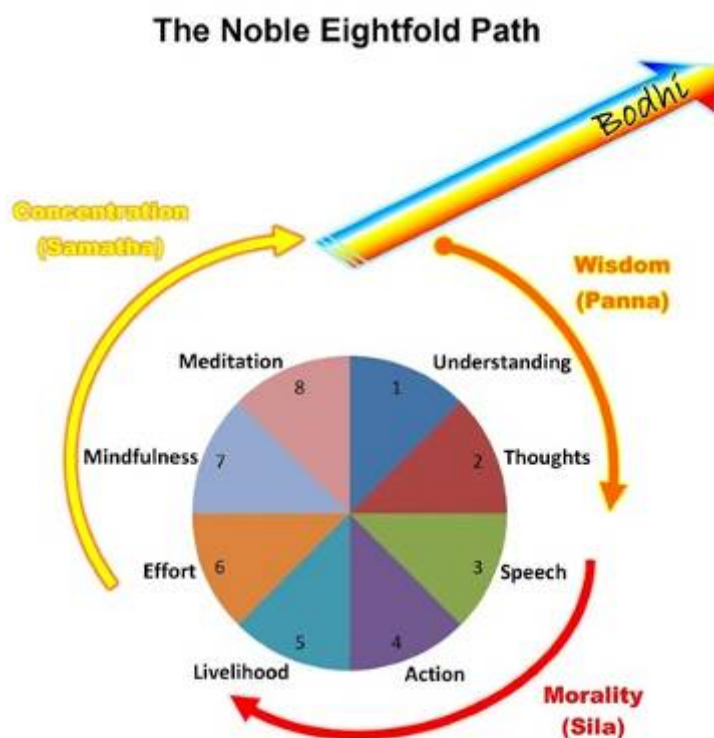 The Noble Eightfold Path
Bodhi
Concentration
(Samatha)
Wisdom
(Panna)
Meditation
8
1
Understanding
Mindfulness
7
2
Thoughts
Effort
6
3
Speech
Livelihood
5
4
Action
Morality
(Sila)